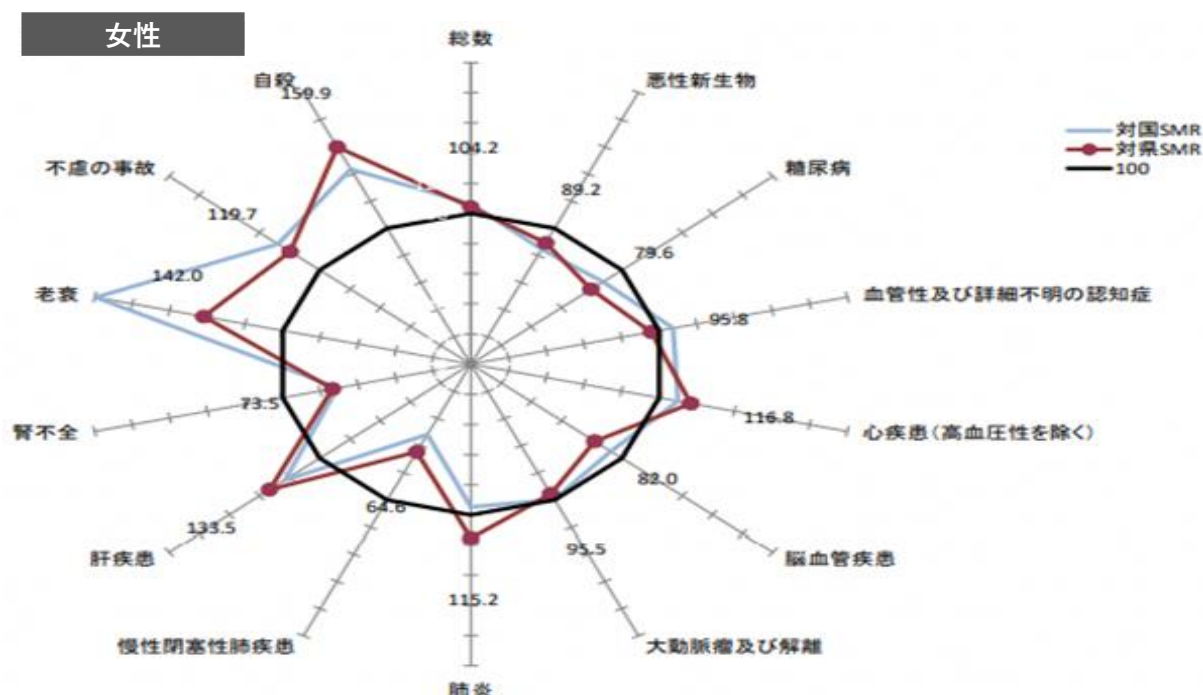 女性
総数
自殺
159.9
悪性新生物
104.2
89.2
対国SMR
対県SMR
100
不慮の事故
119.7
糖尿病
79.6
老衰
142.0
血管性及び詳細不明の認知症
95.8
腎不全
73.5
心疾患(高血圧性を除く)
116.8
肝疾患
133.5
脳血管疾患
82.0
慢性閉塞性肺疾患
64.6
大動脈瘤及び解離
95.5
肺炎
115.2